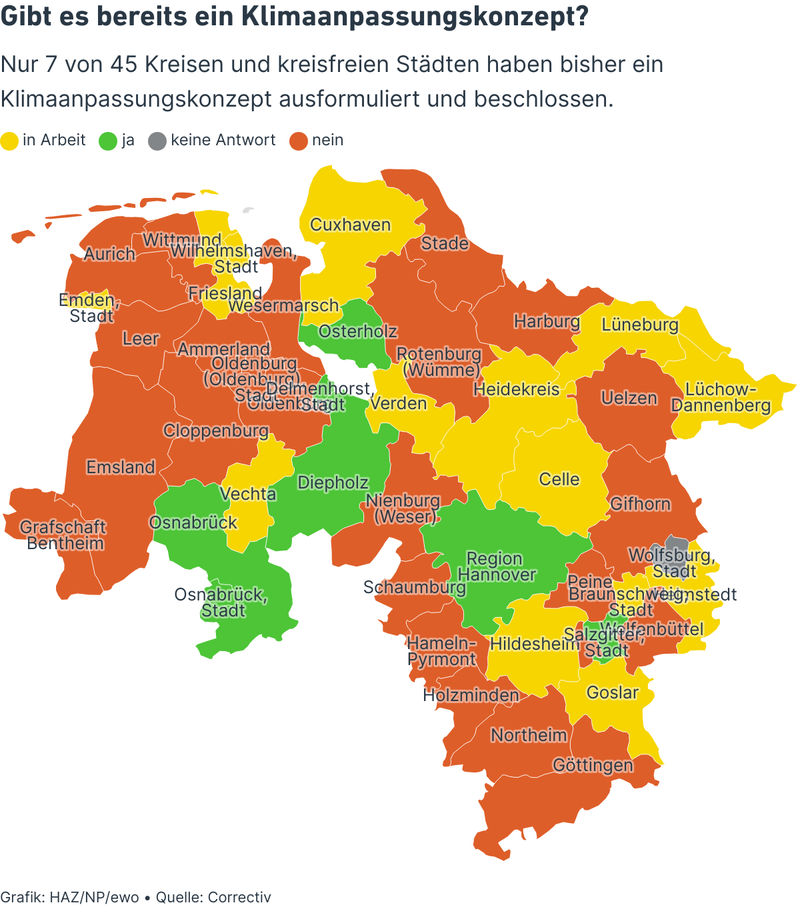 Gibt es bereits ein Klimaanpassungskonzept?
Nur 7 von 45 Kreisen und kreisfreien Städten haben bisher ein
Klimaanpassungskonzept ausformuliert und beschlossen.
in Arbeit ja keine Antwort nein
Cuxhaven
Stade
Wittmund
Aurich
Wilhelmshaven,
Stadt
Friesland
Emden,
Stadt
Wesermarsch
Osterholz
Harburg
Lüneburg
Leer
Ammerland
Rotenburg
(Wümme)
Oldenburg
(Oldenburg)
Stadt
Delmenhorst,
Stadt
Verden
Heidekreis
Uelzen
Lüchow-
Dannenberg
Cloppenburg
Emsland
Diepholz
Celle
Vechta
Nienburg
(Weser)
Gifhorn
Grafschaft
Bentheim
Osnabrück
Region
Hannover
Wolfsburg,
Stadt
Schaumburg
Peine
Braunschweig,
Stadt
Helmstedt
Osnabrück,
Stadt
Wolfenbüttel
Salzgitter,
Stadt
Hameln-
Pyrmont
Hildesheim
Holzminden
Goslar
Northeim
Göttingen
Grafik: HAZ/NP/ewo • Quelle: Correctiv